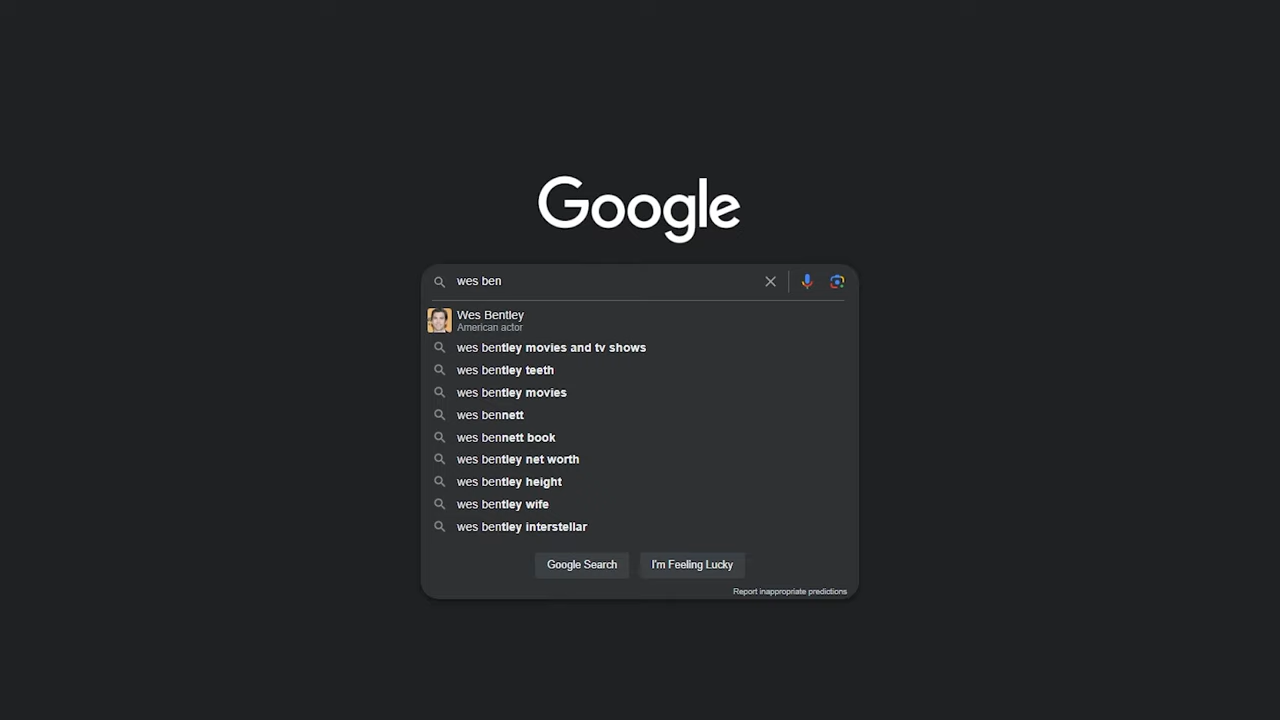 Google
wes ben
Wes Bentley
American actor
wes bentley movies and tv shows
wes bentley teeth
wes bentley movies
wes bennett
wes bennett book
wes bentley net worth
wes bentley height
wes bentley wife
wes bentley interstellar
Google Search
I'm Feeling Lucky
Report inappropriate predictions